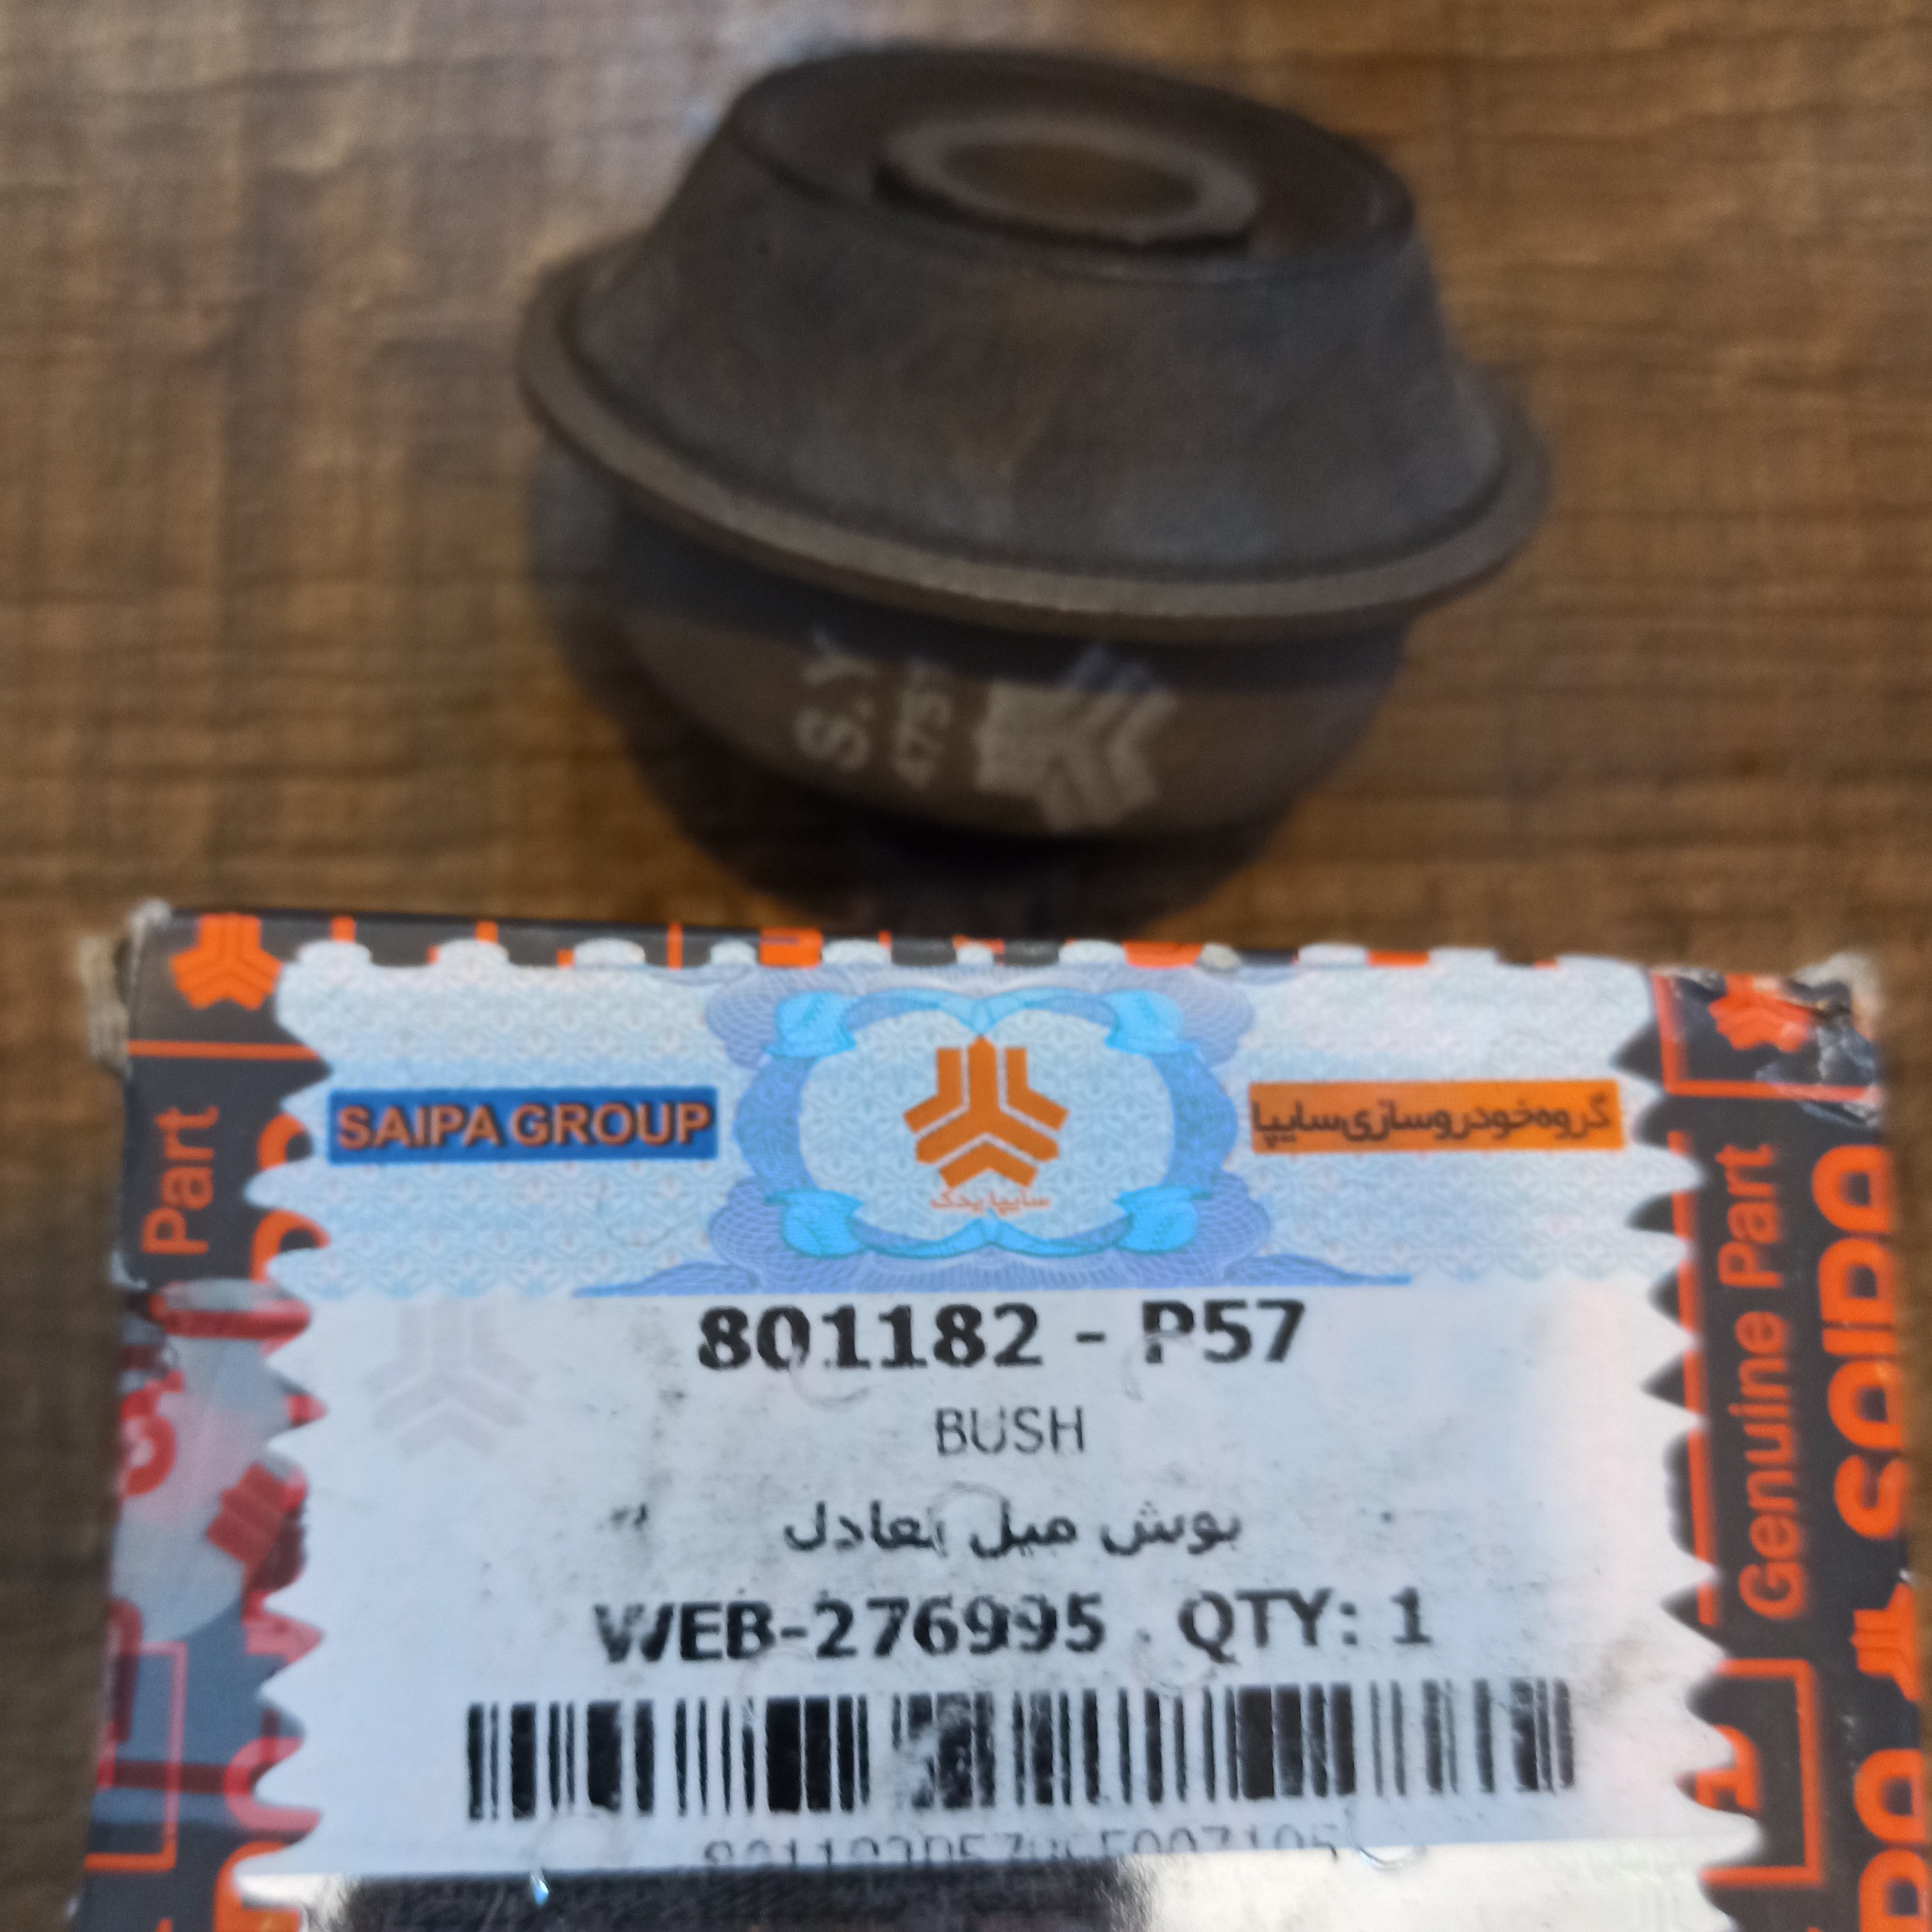 S.Y
SAIPA GROUP
گروه خودروسازی سایپا
سایپا یدک
801182 - P57
BUSH
بوش میل تعادل
WEB-276995 QTY: 1
Part
Genuine Part
saipa